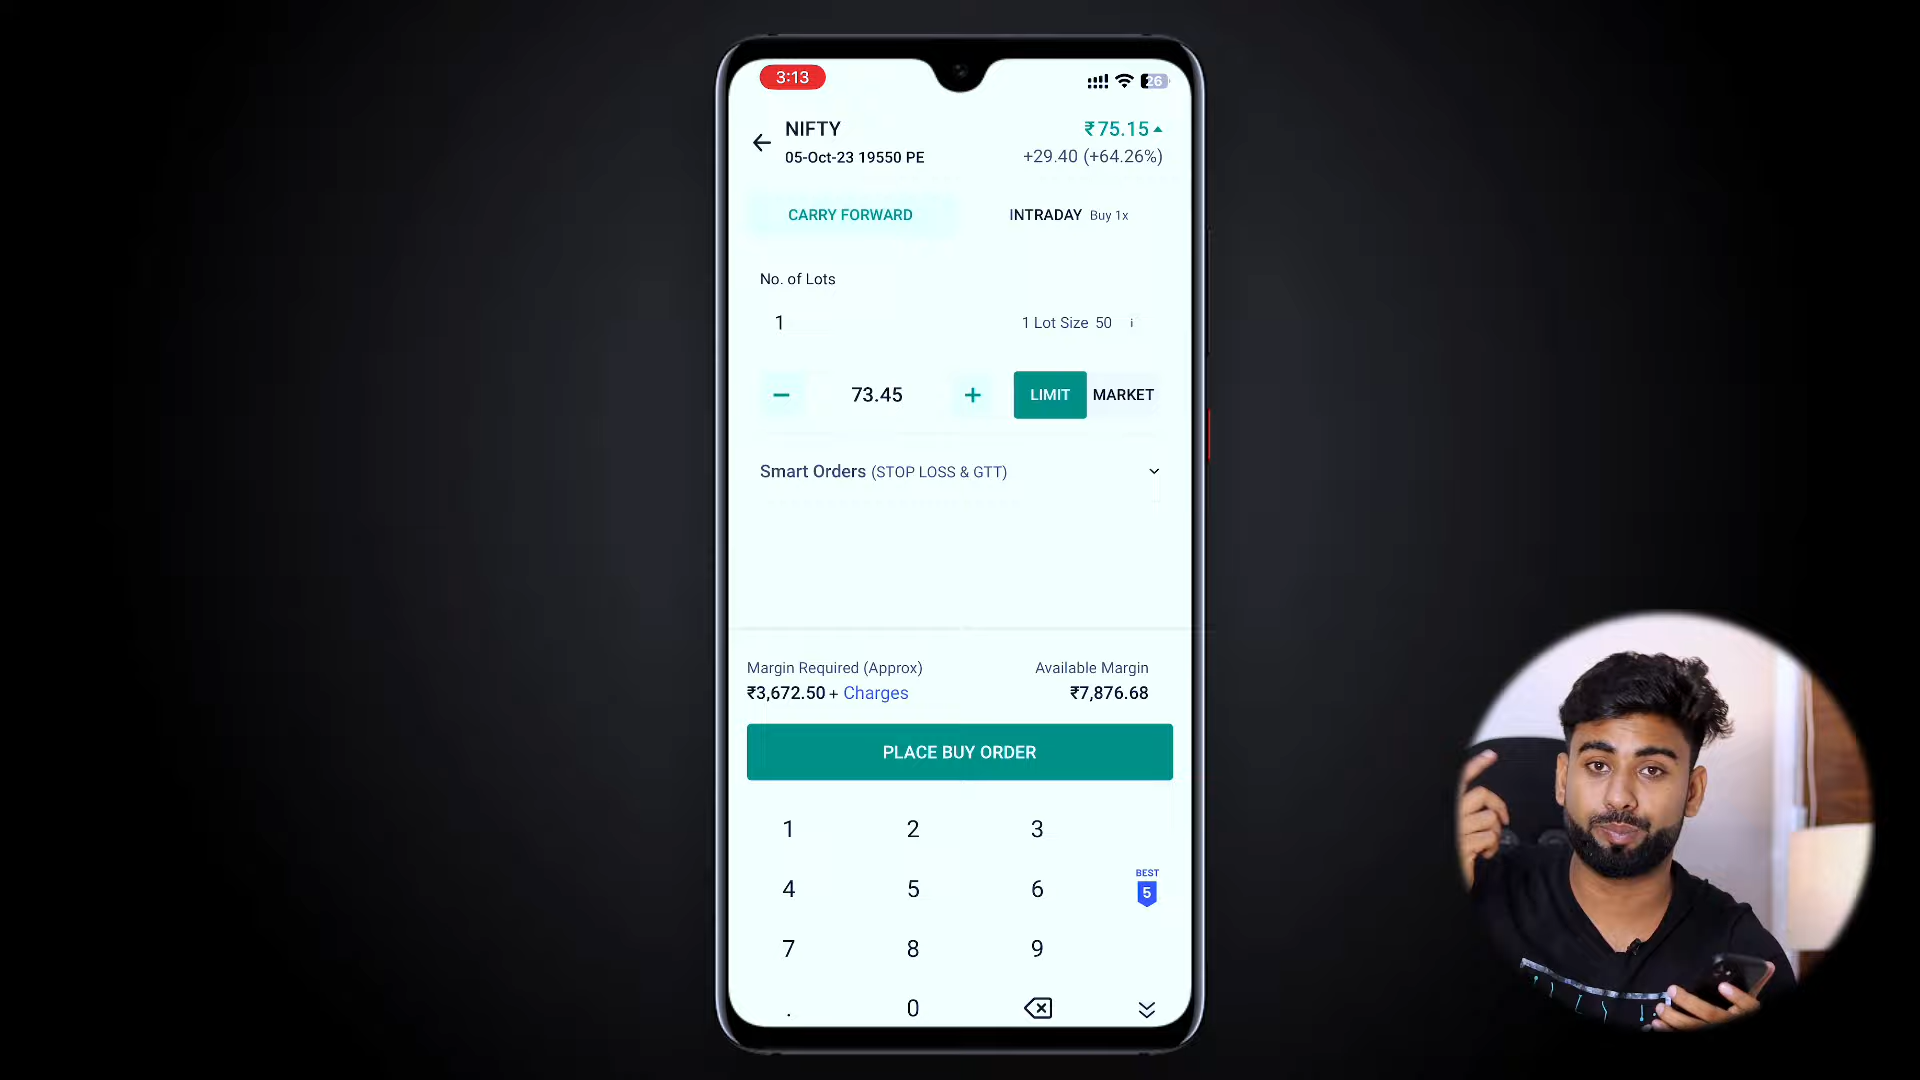 3:13
26
NIFTY
₹75.15
05-Oct-23 19550 PE
+29.40 (+64.26%)
CARRY FORWARD
INTRADAY Buy 1x
No. of Lots
1
1 Lot Size 50 i
− 73.45 +
LIMIT MARKET
Smart Orders (STOP LOSS & GTT)
Margin Required (Approx)
Available Margin
₹3,672.50 + Charges
₹7,876.68
PLACE BUY ORDER
1 2 3
BEST
4 5 6
5
7 8 9
. 0